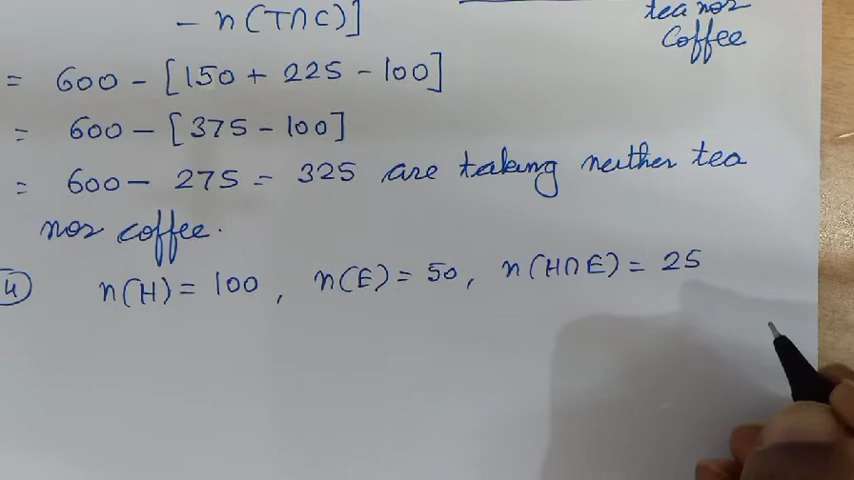 - n(T∩C)]
tea nor
Coffee
= 600 - [150 + 225 - 100]
= 600 - [375 - 100]
= 600 - 275 = 325 are taking neither tea
nor coffee.
4 n(H) = 100, n(E) = 50, n(H∩E) = 25